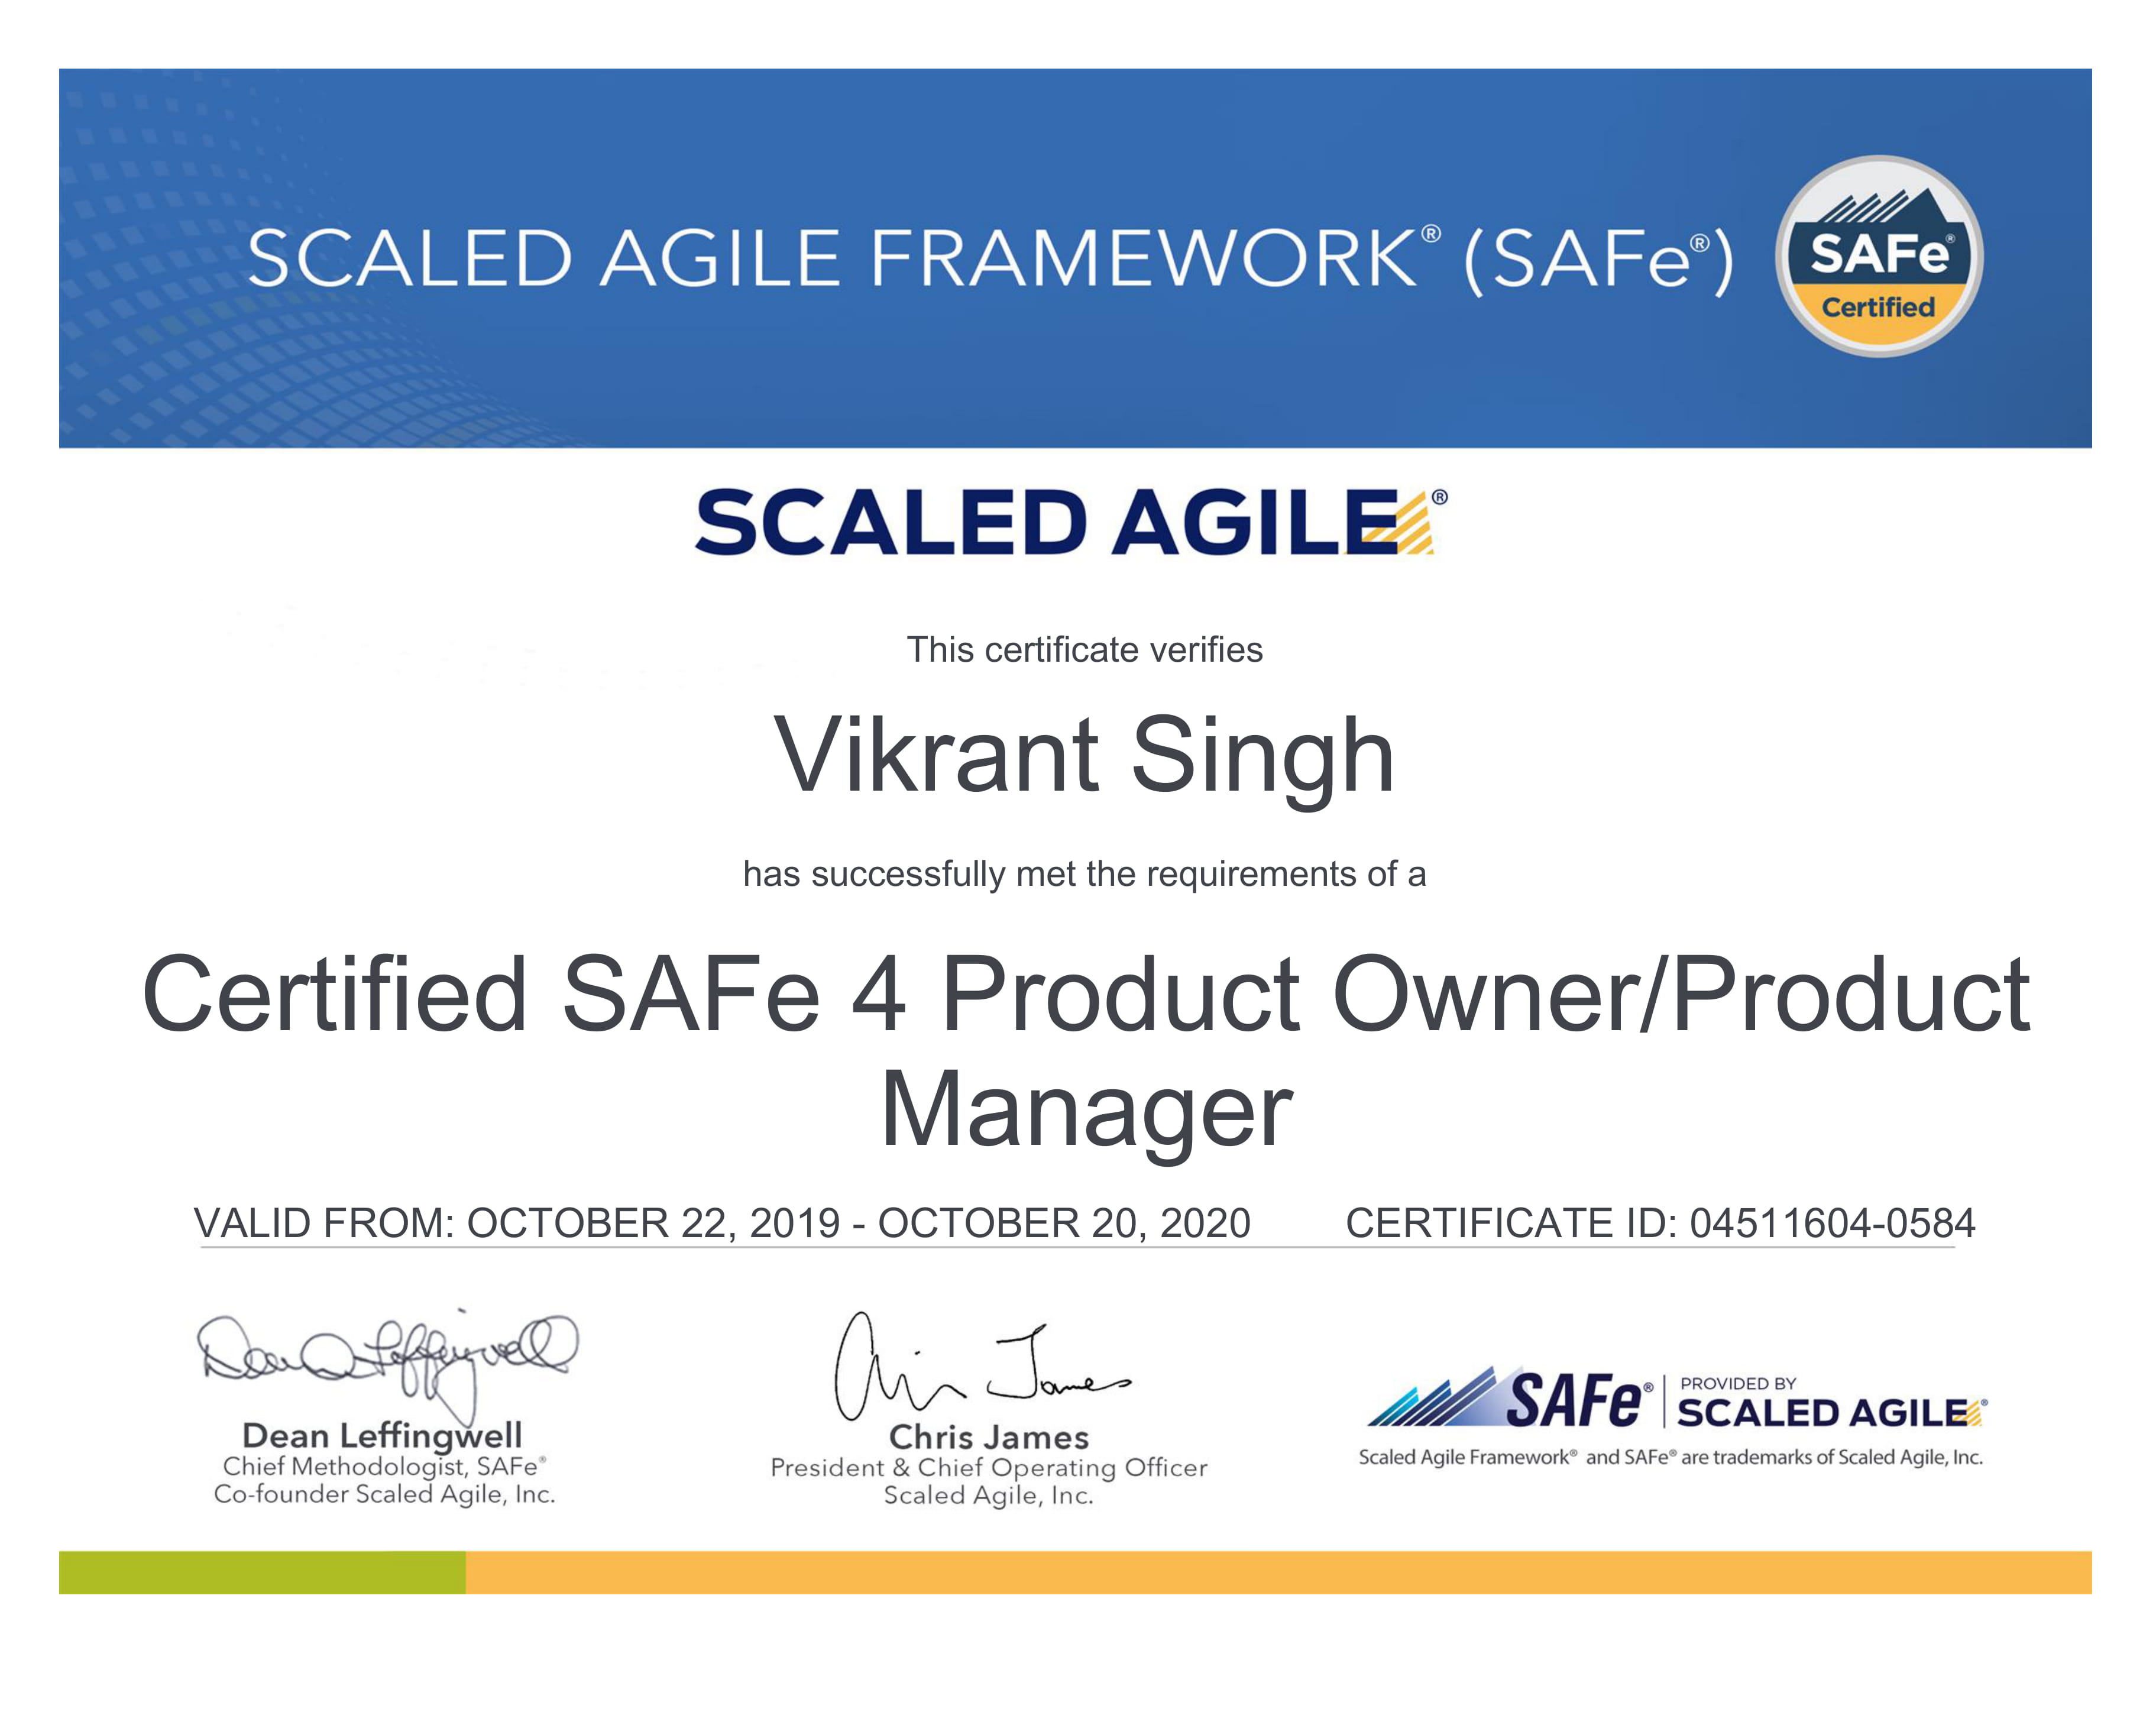 SCALED AGILE FRAMEWORK® (SAFe®)
SAFe®
Certified
SCALED AGILE®
This certificate verifies
Vikrant Singh
has successfully met the requirements of a
Certified SAFe 4 Product Owner/Product
Manager
VALID FROM: OCTOBER 22, 2019 - OCTOBER 20, 2020 CERTIFICATE ID: 04511604-0584
Dean Leffingwell
Chief Methodologist, SAFe®
Co-founder Scaled Agile, Inc.
Chris James
Chris James
President & Chief Operating Officer
Scaled Agile, Inc.
SAFe® PROVIDED BY
SCALED AGILE®
Scaled Agile Framework® and SAFe® are trademarks of Scaled Agile, Inc.